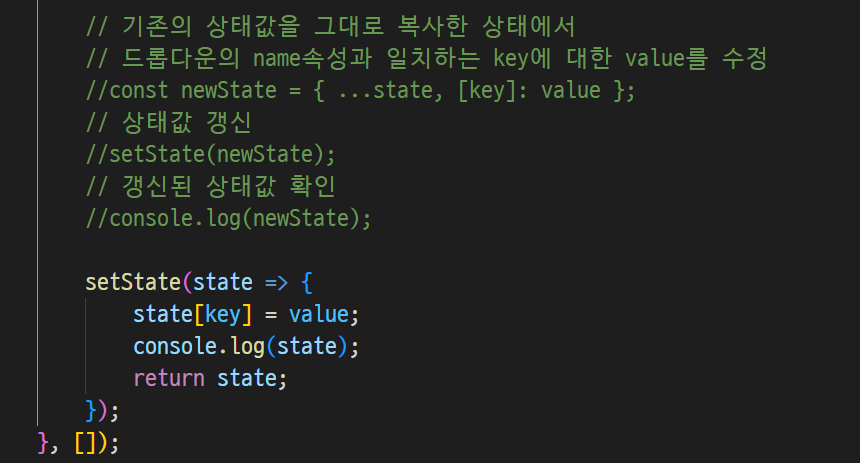 // 기존의 상태값을 그대로 복사한 상태에서
// 드롭다운의 name속성과 일치하는 key에 대한 value를 수정
//const newState = { ...state, [key]: value };
// 상태값 갱신
//setState(newState);
// 갱신된 상태값 확인
//console.log(newState);
setState(state => {
state[key] = value;
console.log(state);
return state;
});
}, []);